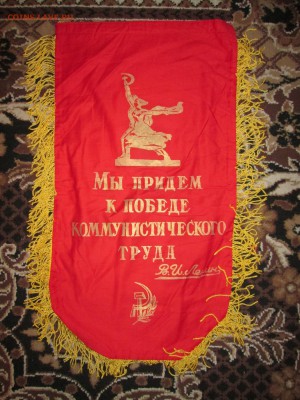 Мы придем
к победе
коммунистического
труда
В.И.Ленин